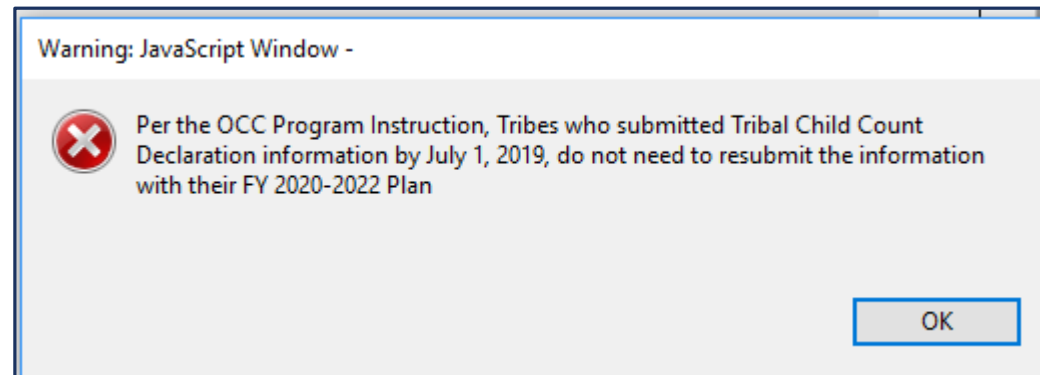 Warning: JavaScript Window -
Per the OCC Program Instruction, Tribes who submitted Tribal Child Count
Declaration information by July 1, 2019, do not need to resubmit the information
with their FY 2020-2022 Plan
OK